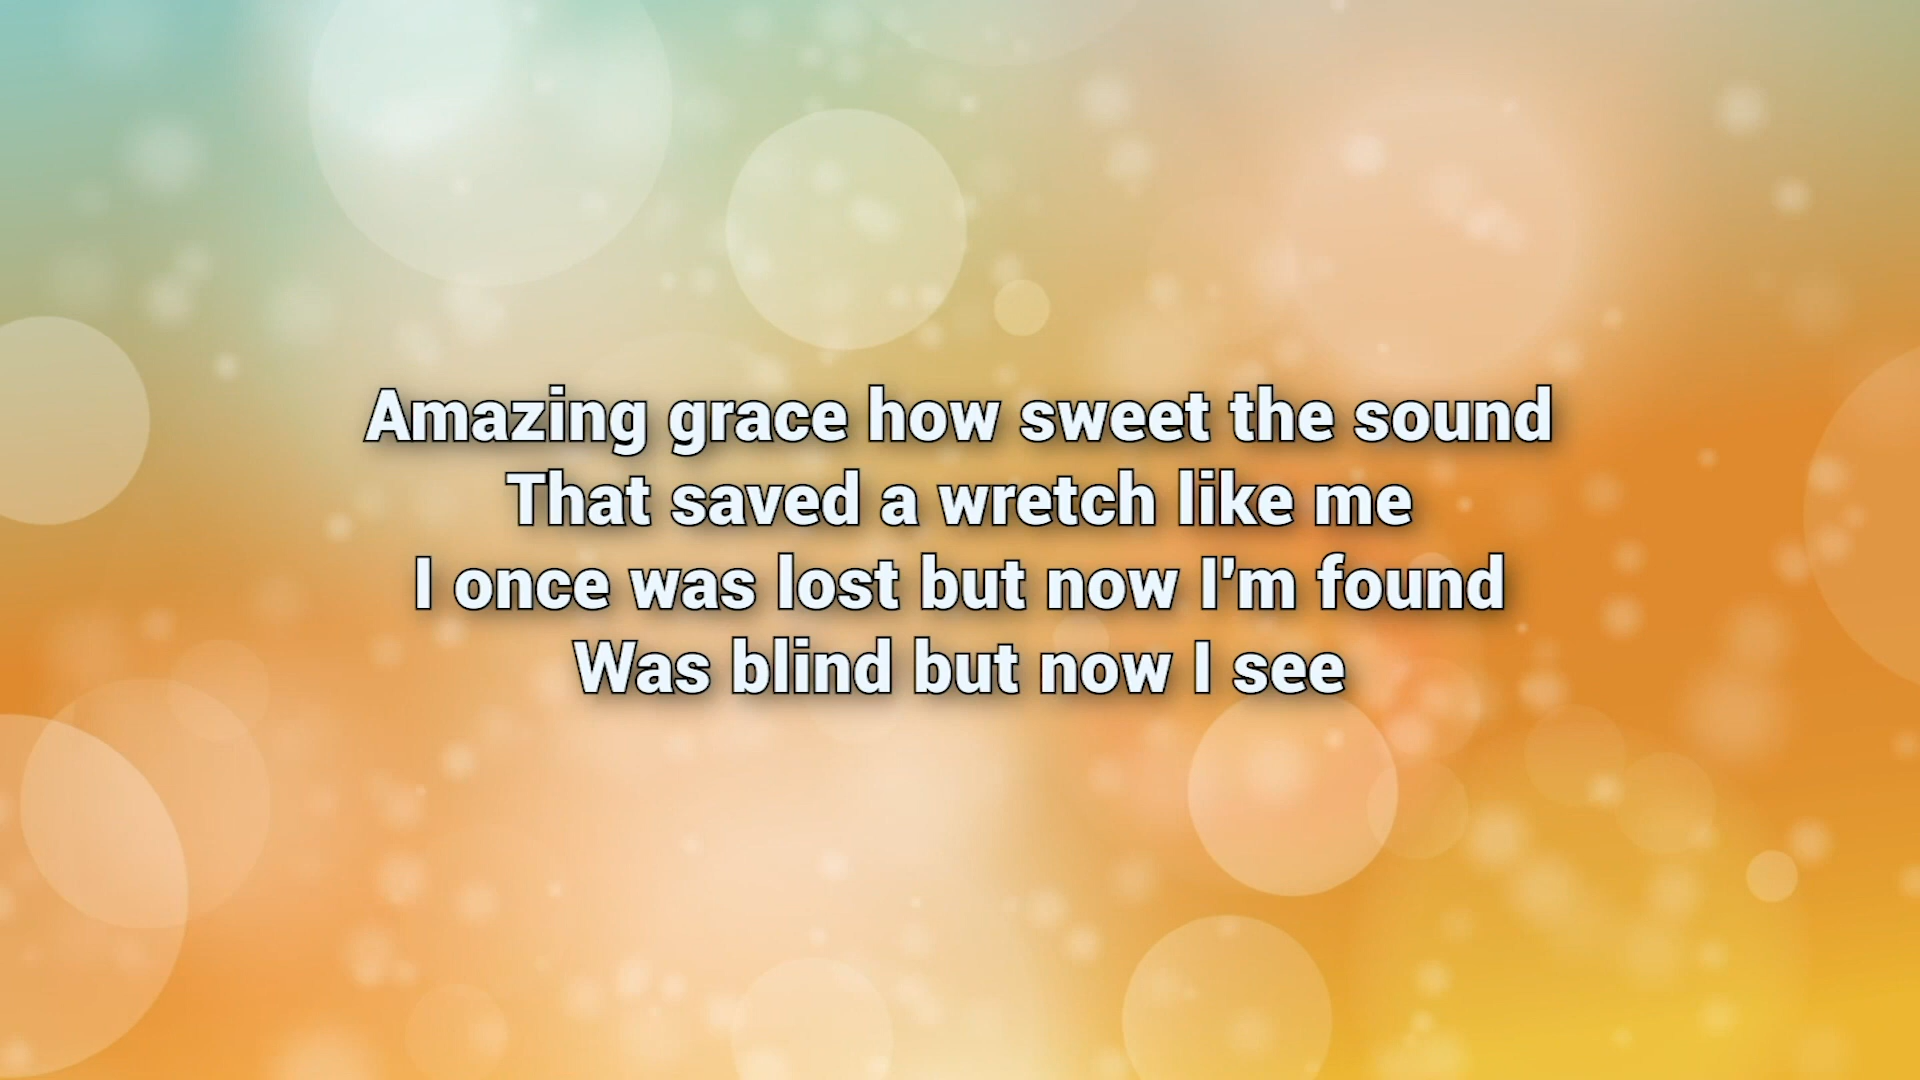 Amazing grace how sweet the sound
That saved a wretch like me
I once was lost but now I'm found
Was blind but now I see